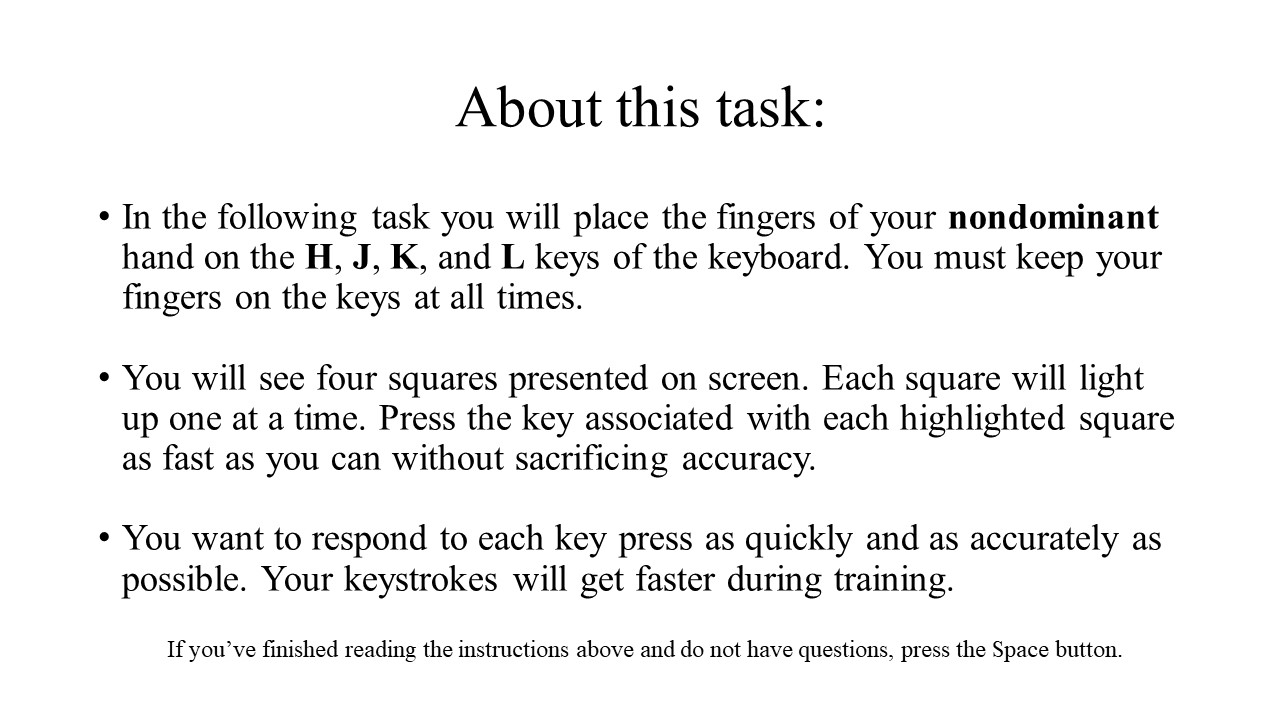 About this task:
• In the following task you will place the fingers of your nondominant
hand on the H, J, K, and L keys of the keyboard. You must keep your
fingers on the keys at all times.
• You will see four squares presented on screen. Each square will light
up one at a time. Press the key associated with each highlighted square
as fast as you can without sacrificing accuracy.
• You want to respond to each key press as quickly and as accurately as
possible. Your keystrokes will get faster during training.
If you’ve finished reading the instructions above and do not have questions, press the Space button.